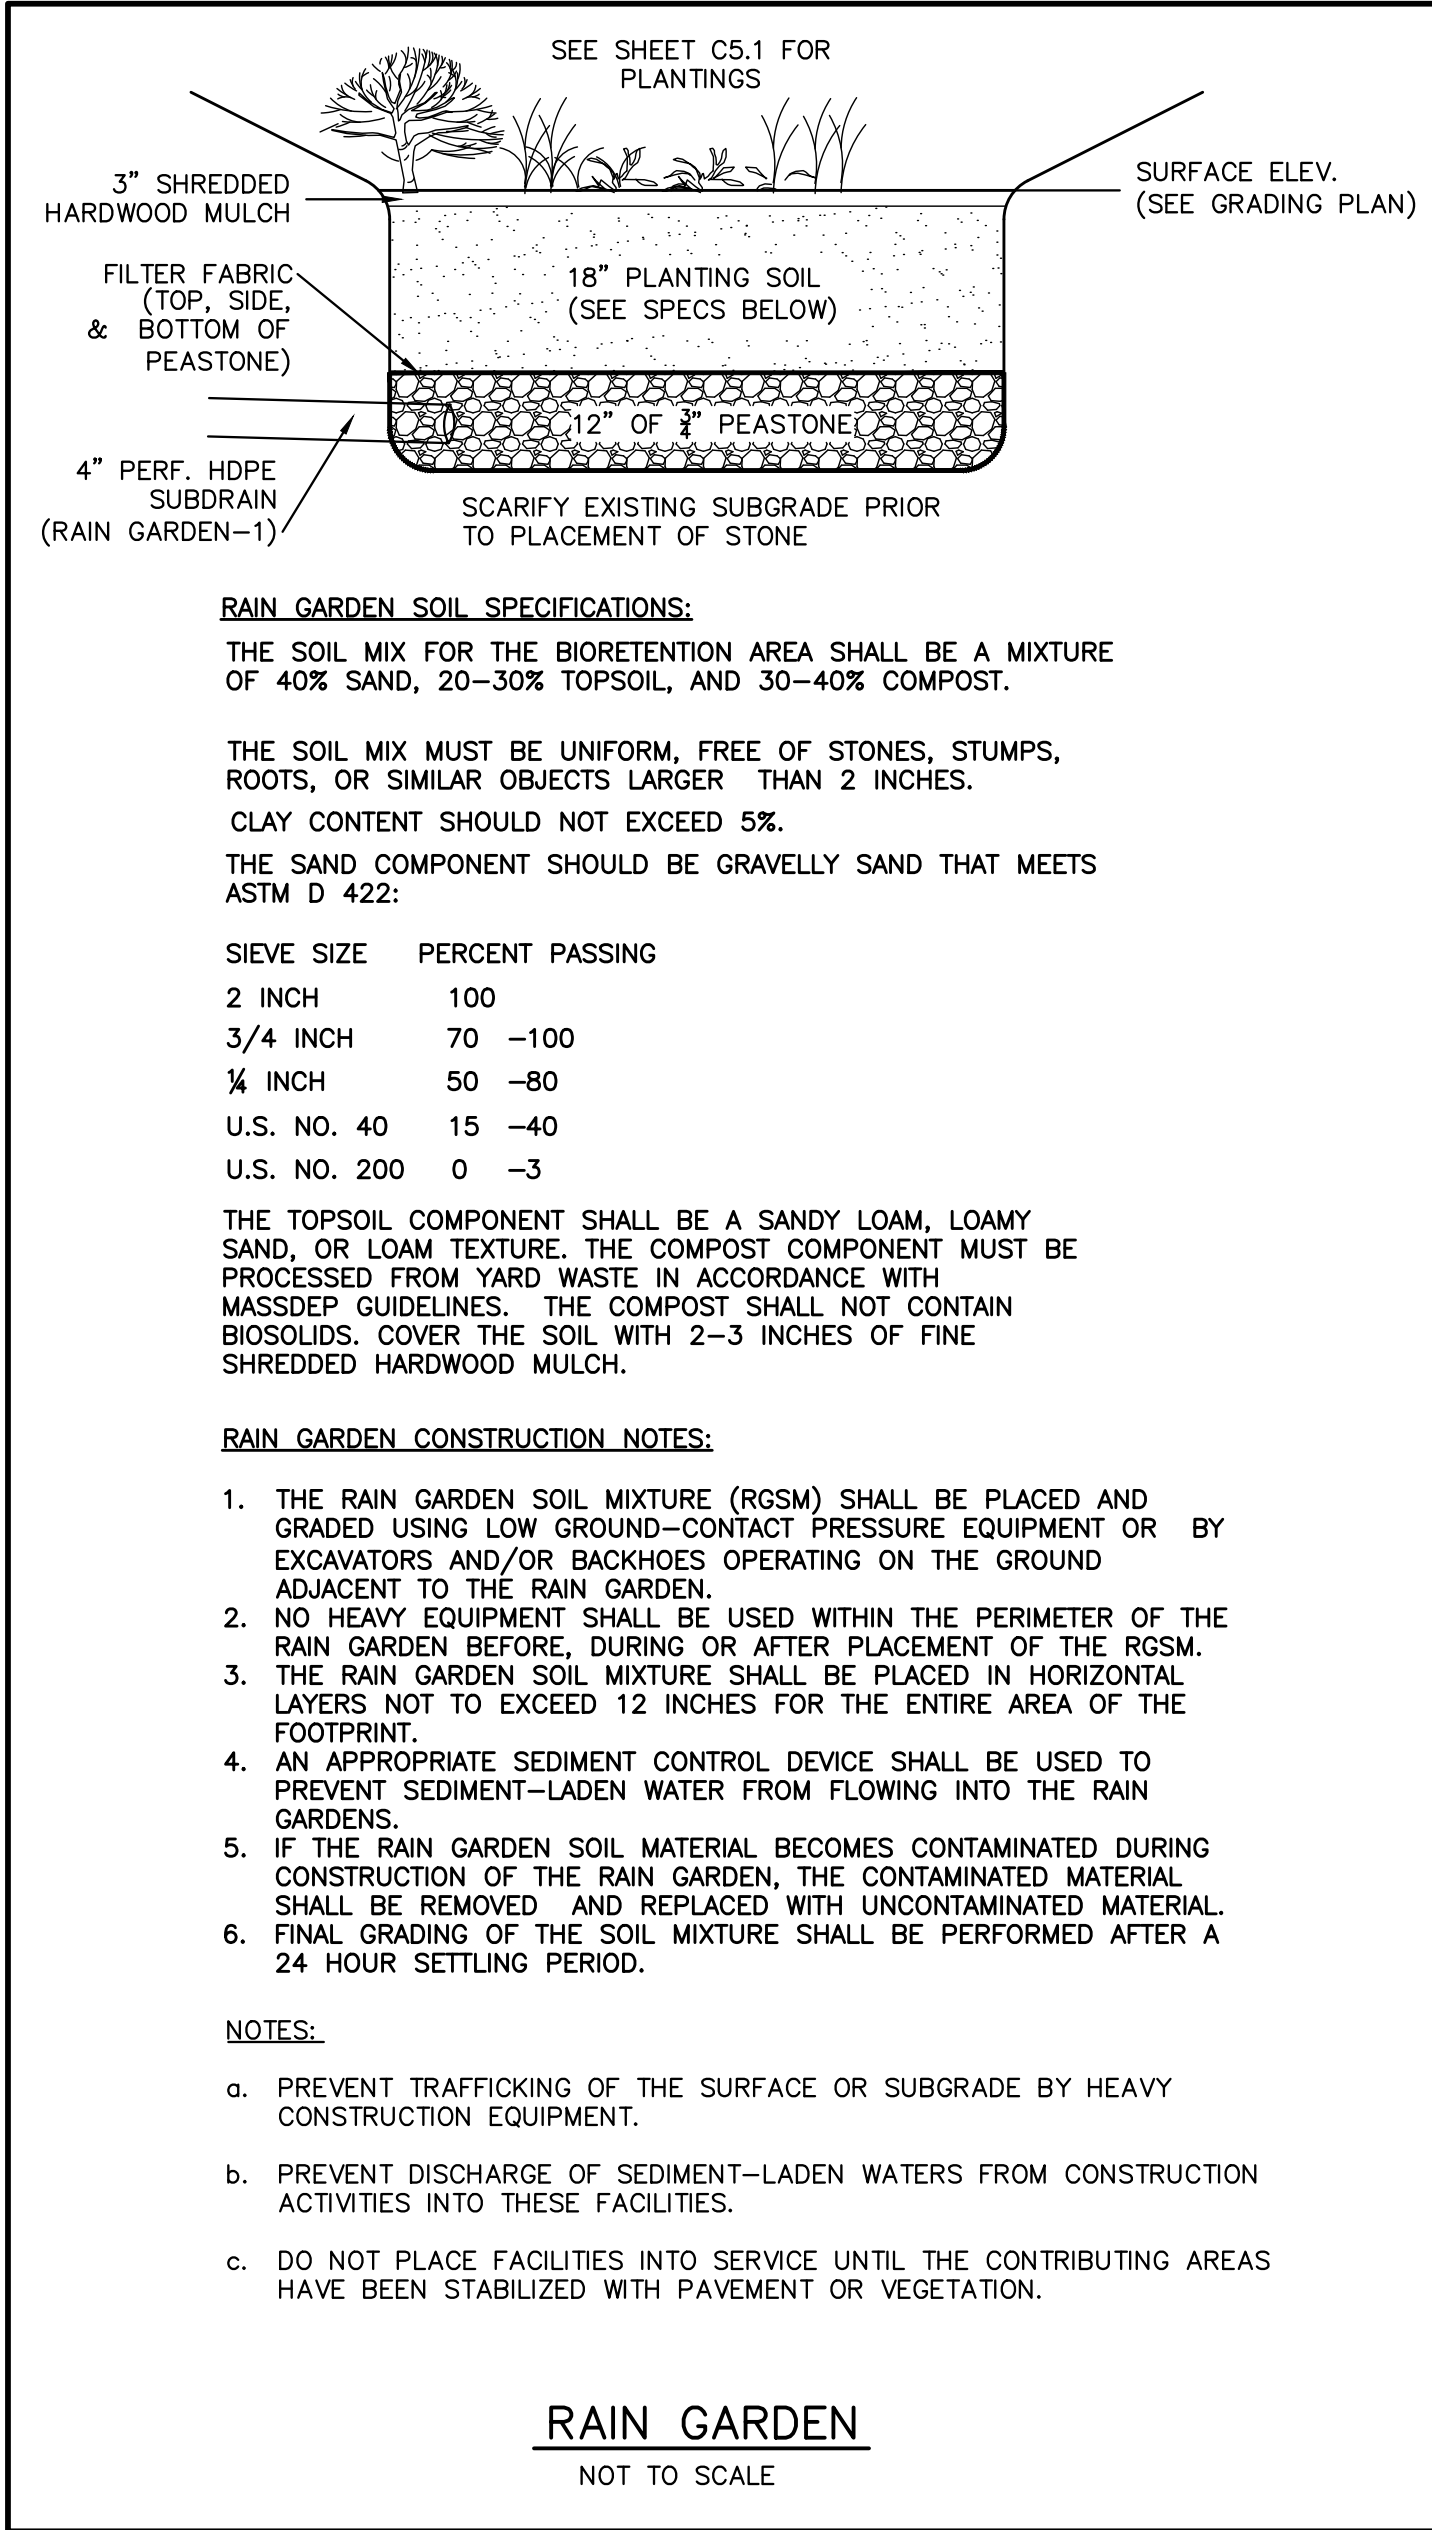 SEE SHEET C5.1 FOR
PLANTINGS
3" SHREDDED
HARDWOOD MULCH
SURFACE ELEV.
(SEE GRADING PLAN)
FILTER FABRIC
(TOP, SIDE,
& BOTTOM OF
PEASTONE)
18" PLANTING SOIL
(SEE SPECS BELOW)
12" OF 3/4" PEASTONE
4" PERF. HDPE
SUBDRAIN
(RAIN GARDEN-1)
SCARIFY EXISTING SUBGRADE PRIOR
TO PLACEMENT OF STONE
RAIN GARDEN SOIL SPECIFICATIONS:
THE SOIL MIX FOR THE BIORETENTION AREA SHALL BE A MIXTURE
OF 40% SAND, 20-30% TOPSOIL, AND 30-40% COMPOST.
THE SOIL MIX MUST BE UNIFORM, FREE OF STONES, STUMPS,
ROOTS, OR SIMILAR OBJECTS LARGER THAN 2 INCHES.
CLAY CONTENT SHOULD NOT EXCEED 5%.
THE SAND COMPONENT SHOULD BE GRAVELLY SAND THAT MEETS
ASTM D 422:
SIEVE SIZE PERCENT PASSING
2 INCH 100
3/4 INCH 70 -100
¼ INCH 50 -80
U.S. NO. 40 15 -40
U.S. NO. 200 0 -3
THE TOPSOIL COMPONENT SHALL BE A SANDY LOAM, LOAMY
SAND, OR LOAM TEXTURE. THE COMPOST COMPONENT MUST BE
PROCESSED FROM YARD WASTE IN ACCORDANCE WITH
MASSDEP GUIDELINES. THE COMPOST SHALL NOT CONTAIN
BIOSOLIDS. COVER THE SOIL WITH 2-3 INCHES OF FINE
SHREDDED HARDWOOD MULCH.
RAIN GARDEN CONSTRUCTION NOTES:
1. THE RAIN GARDEN SOIL MIXTURE (RGSM) SHALL BE PLACED AND
GRADED USING LOW GROUND-CONTACT PRESSURE EQUIPMENT OR BY
EXCAVATORS AND/OR BACKHOES OPERATING ON THE GROUND
ADJACENT TO THE RAIN GARDEN.
2. NO HEAVY EQUIPMENT SHALL BE USED WITHIN THE PERIMETER OF THE
RAIN GARDEN BEFORE, DURING OR AFTER PLACEMENT OF THE RGSM.
3. THE RAIN GARDEN SOIL MIXTURE SHALL BE PLACED IN HORIZONTAL
LAYERS NOT TO EXCEED 12 INCHES FOR THE ENTIRE AREA OF THE
FOOTPRINT.
4. AN APPROPRIATE SEDIMENT CONTROL DEVICE SHALL BE USED TO
PREVENT SEDIMENT-LADEN WATER FROM FLOWING INTO THE RAIN
GARDENS.
5. IF THE RAIN GARDEN SOIL MATERIAL BECOMES CONTAMINATED DURING
CONSTRUCTION OF THE RAIN GARDEN, THE CONTAMINATED MATERIAL
SHALL BE REMOVED AND REPLACED WITH UNCONTAMINATED MATERIAL.
6. FINAL GRADING OF THE SOIL MIXTURE SHALL BE PERFORMED AFTER A
24 HOUR SETTLING PERIOD.
NOTES:
a. PREVENT TRAFFICKING OF THE SURFACE OR SUBGRADE BY HEAVY
CONSTRUCTION EQUIPMENT.
b. PREVENT DISCHARGE OF SEDIMENT-LADEN WATERS FROM CONSTRUCTION
ACTIVITIES INTO THESE FACILITIES.
c. DO NOT PLACE FACILITIES INTO SERVICE UNTIL THE CONTRIBUTING AREAS
HAVE BEEN STABILIZED WITH PAVEMENT OR VEGETATION.
RAIN GARDEN
NOT TO SCALE